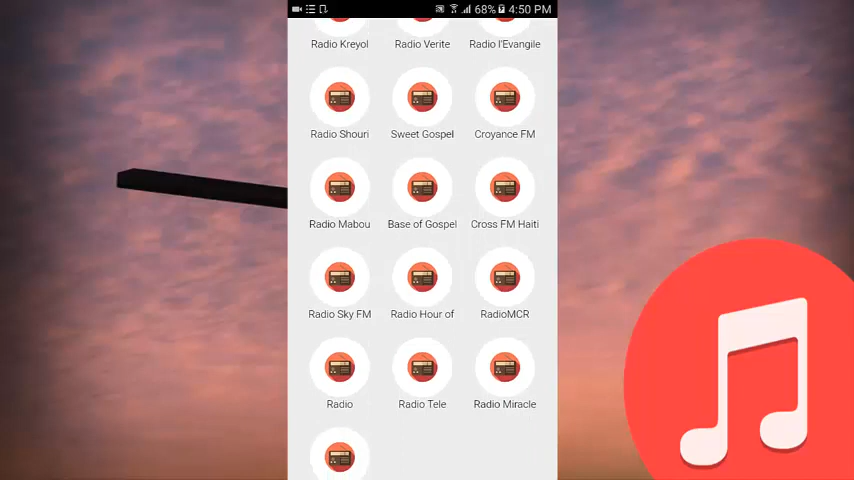 68% 4:50 PM
Radio Kreyol Radio Verite Radio l'Evangile
Radio Shouri Sweet Gospel Croyance FM
Radio Mabou Base of Gospel Cross FM Haiti
Radio Sky FM Radio Hour of RadioMCR
Radio Radio Tele Radio Miracle